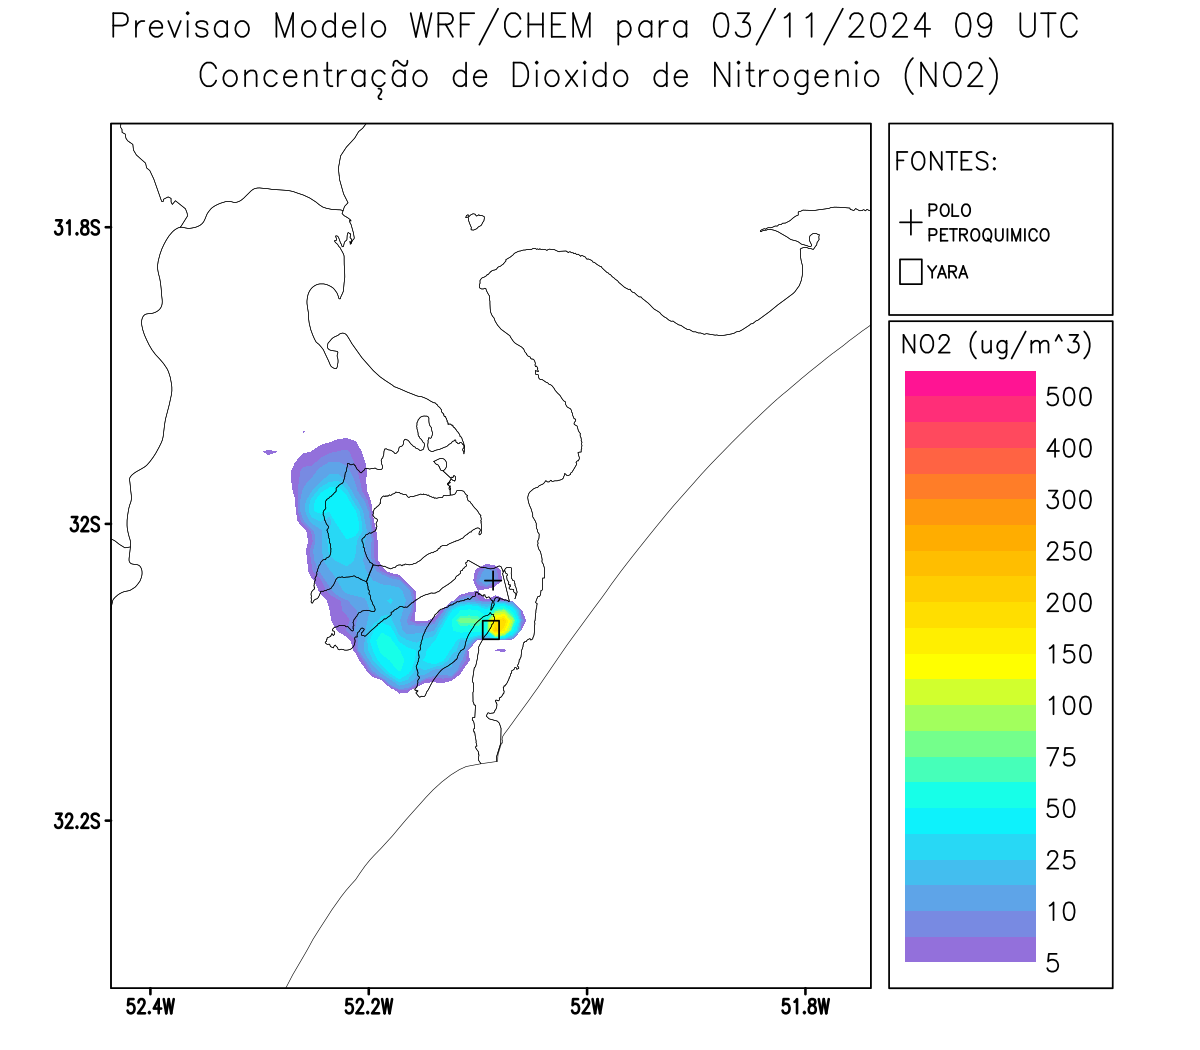 Previsao Modelo WRF/CHEM para 03/11/2024 09 UTC
Concentração de Dioxido de Nitrogenio (NO2)
FONTES:
POLO
PETROQUIMICO
YARA
NO2 (ug/m^3)
500
400
300
250
200
150
100
75
50
25
10
5
31.8S
32S
32.2S
52.4W
52.2W
52W
51.8W